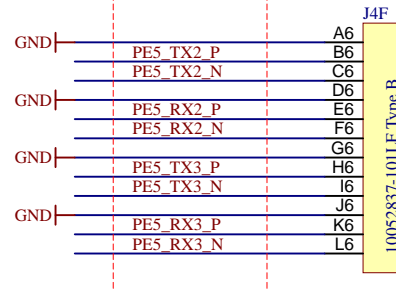 J4F
GND A6
PE5_TX2_P B6
PE5_TX2_N C6
GND D6
PE5_RX2_P E6
PE5_RX2_N F6
GND G6
PE5_TX3_P H6
PE5_TX3_N I6
GND J6
PE5_RX3_P K6
PE5_RX3_N L6
10052837-101LF Type B